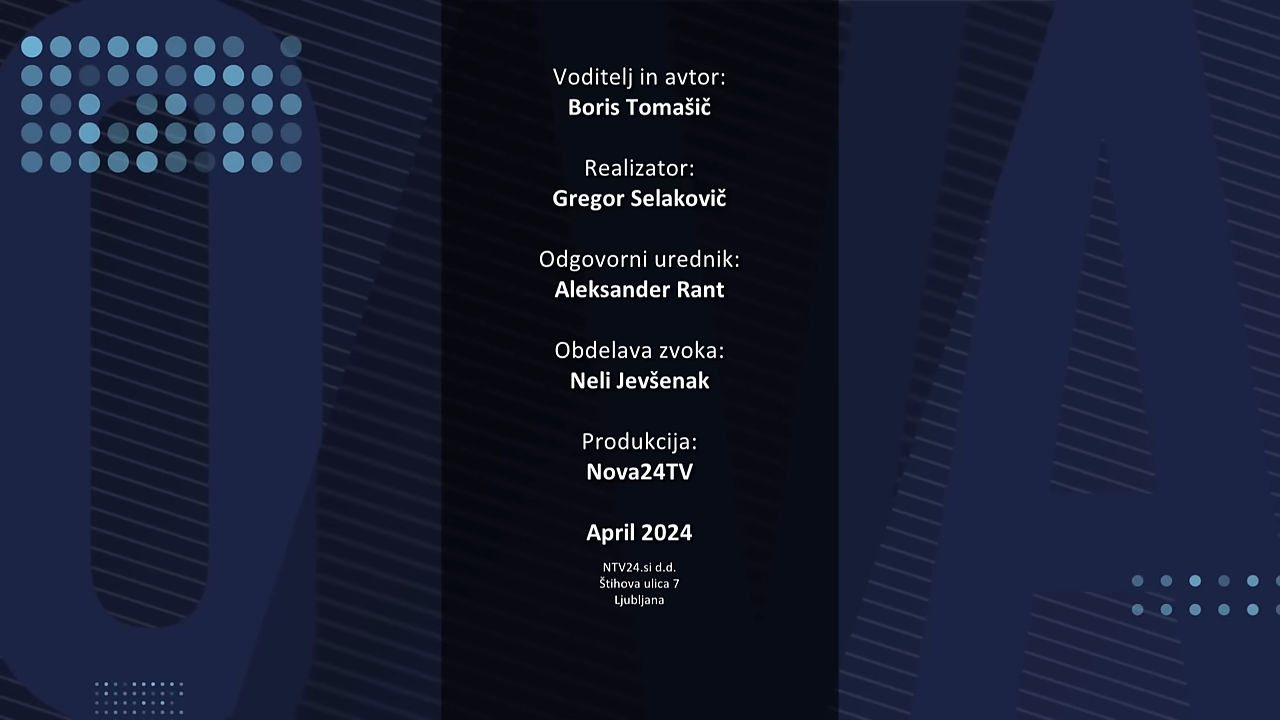 Voditelj in avtor:
Boris Tomašič
Realizator:
Gregor Selakovič
Odgovorni urednik:
Aleksander Rant
Obdelava zvoka:
Neli Jevšenak
Produkcija:
Nova24TV
April 2024
NTV24.si d.d.
Štihova ulica 7
Ljubljana